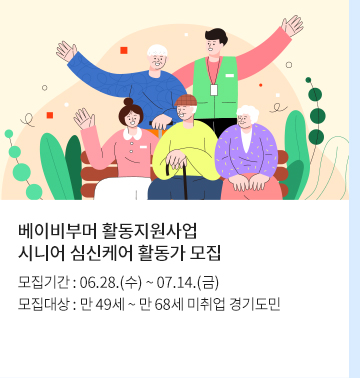 베이비부머 활동지원사업
시니어 심신케어 활동가 모집
모집기간 : 06.28.(수) ~ 07.14.(금)
모집대상 : 만 49세 ~ 만 68세 미취업 경기도민